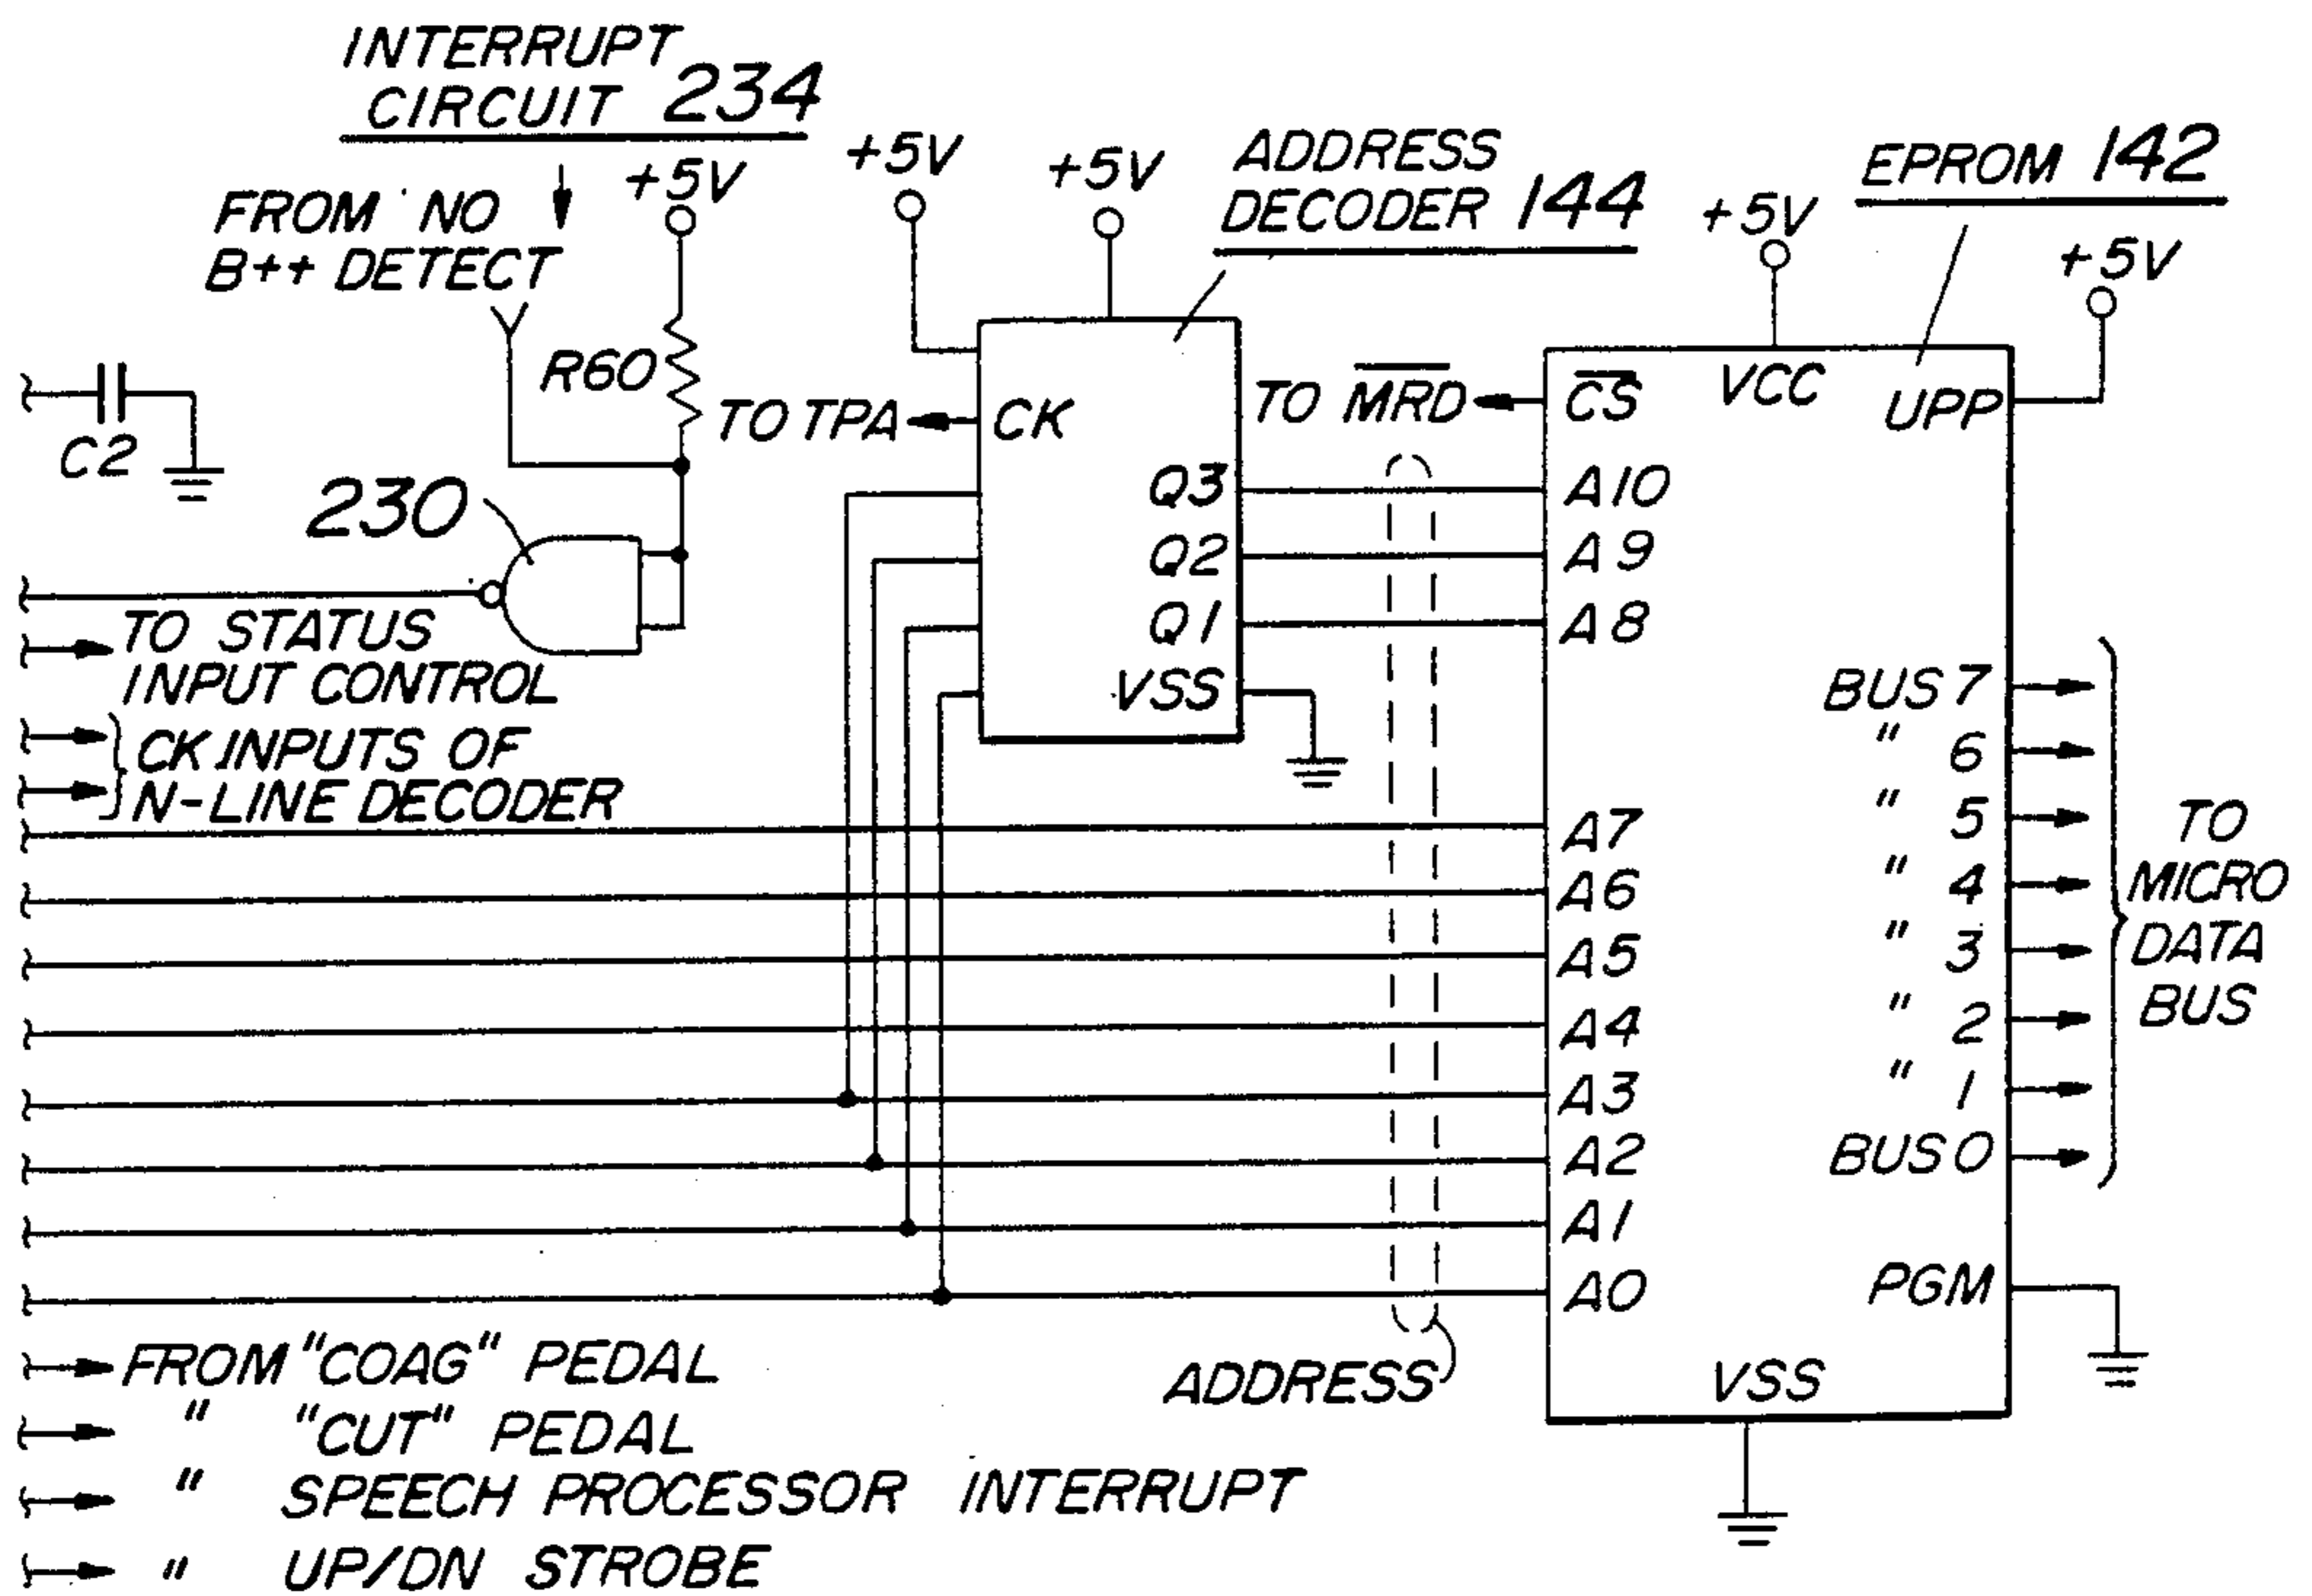 INTERRUPT
CIRCUIT 234
FROM NO
B++ DETECT
+5V
+5V
+5V
ADDRESS
DECODER 144
+5V
EPROM 142
+5V
C2
R60
230
TO TPA
CK
Q3
Q2
Q1
VSS
TO M̅R̅D̅
C̅S̅
VCC
UPP
A10
A9
A8
A7
A6
A5
A4
A3
A2
A1
A0
BUS 7
" 6
" 5
" 4
" 3
" 2
" 1
BUS 0
PGM
VSS
TO
MICRO
DATA
BUS
TO STATUS
INPUT CONTROL
CK INPUTS OF
N-LINE DECODER
ADDRESS
FROM "COAG" PEDAL
" "CUT" PEDAL
" SPEECH PROCESSOR INTERRUPT
" UP/DN STROBE